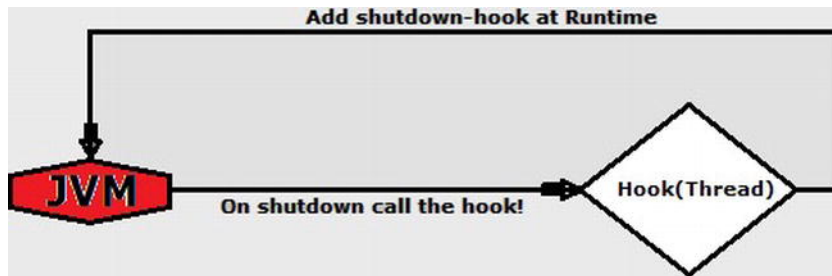 Add shutdown-hook at Runtime
JVM
On shutdown call the hook!
Hook(Thread)